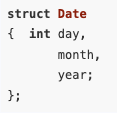 struct Date
{  int day,
       month,
       year;
};